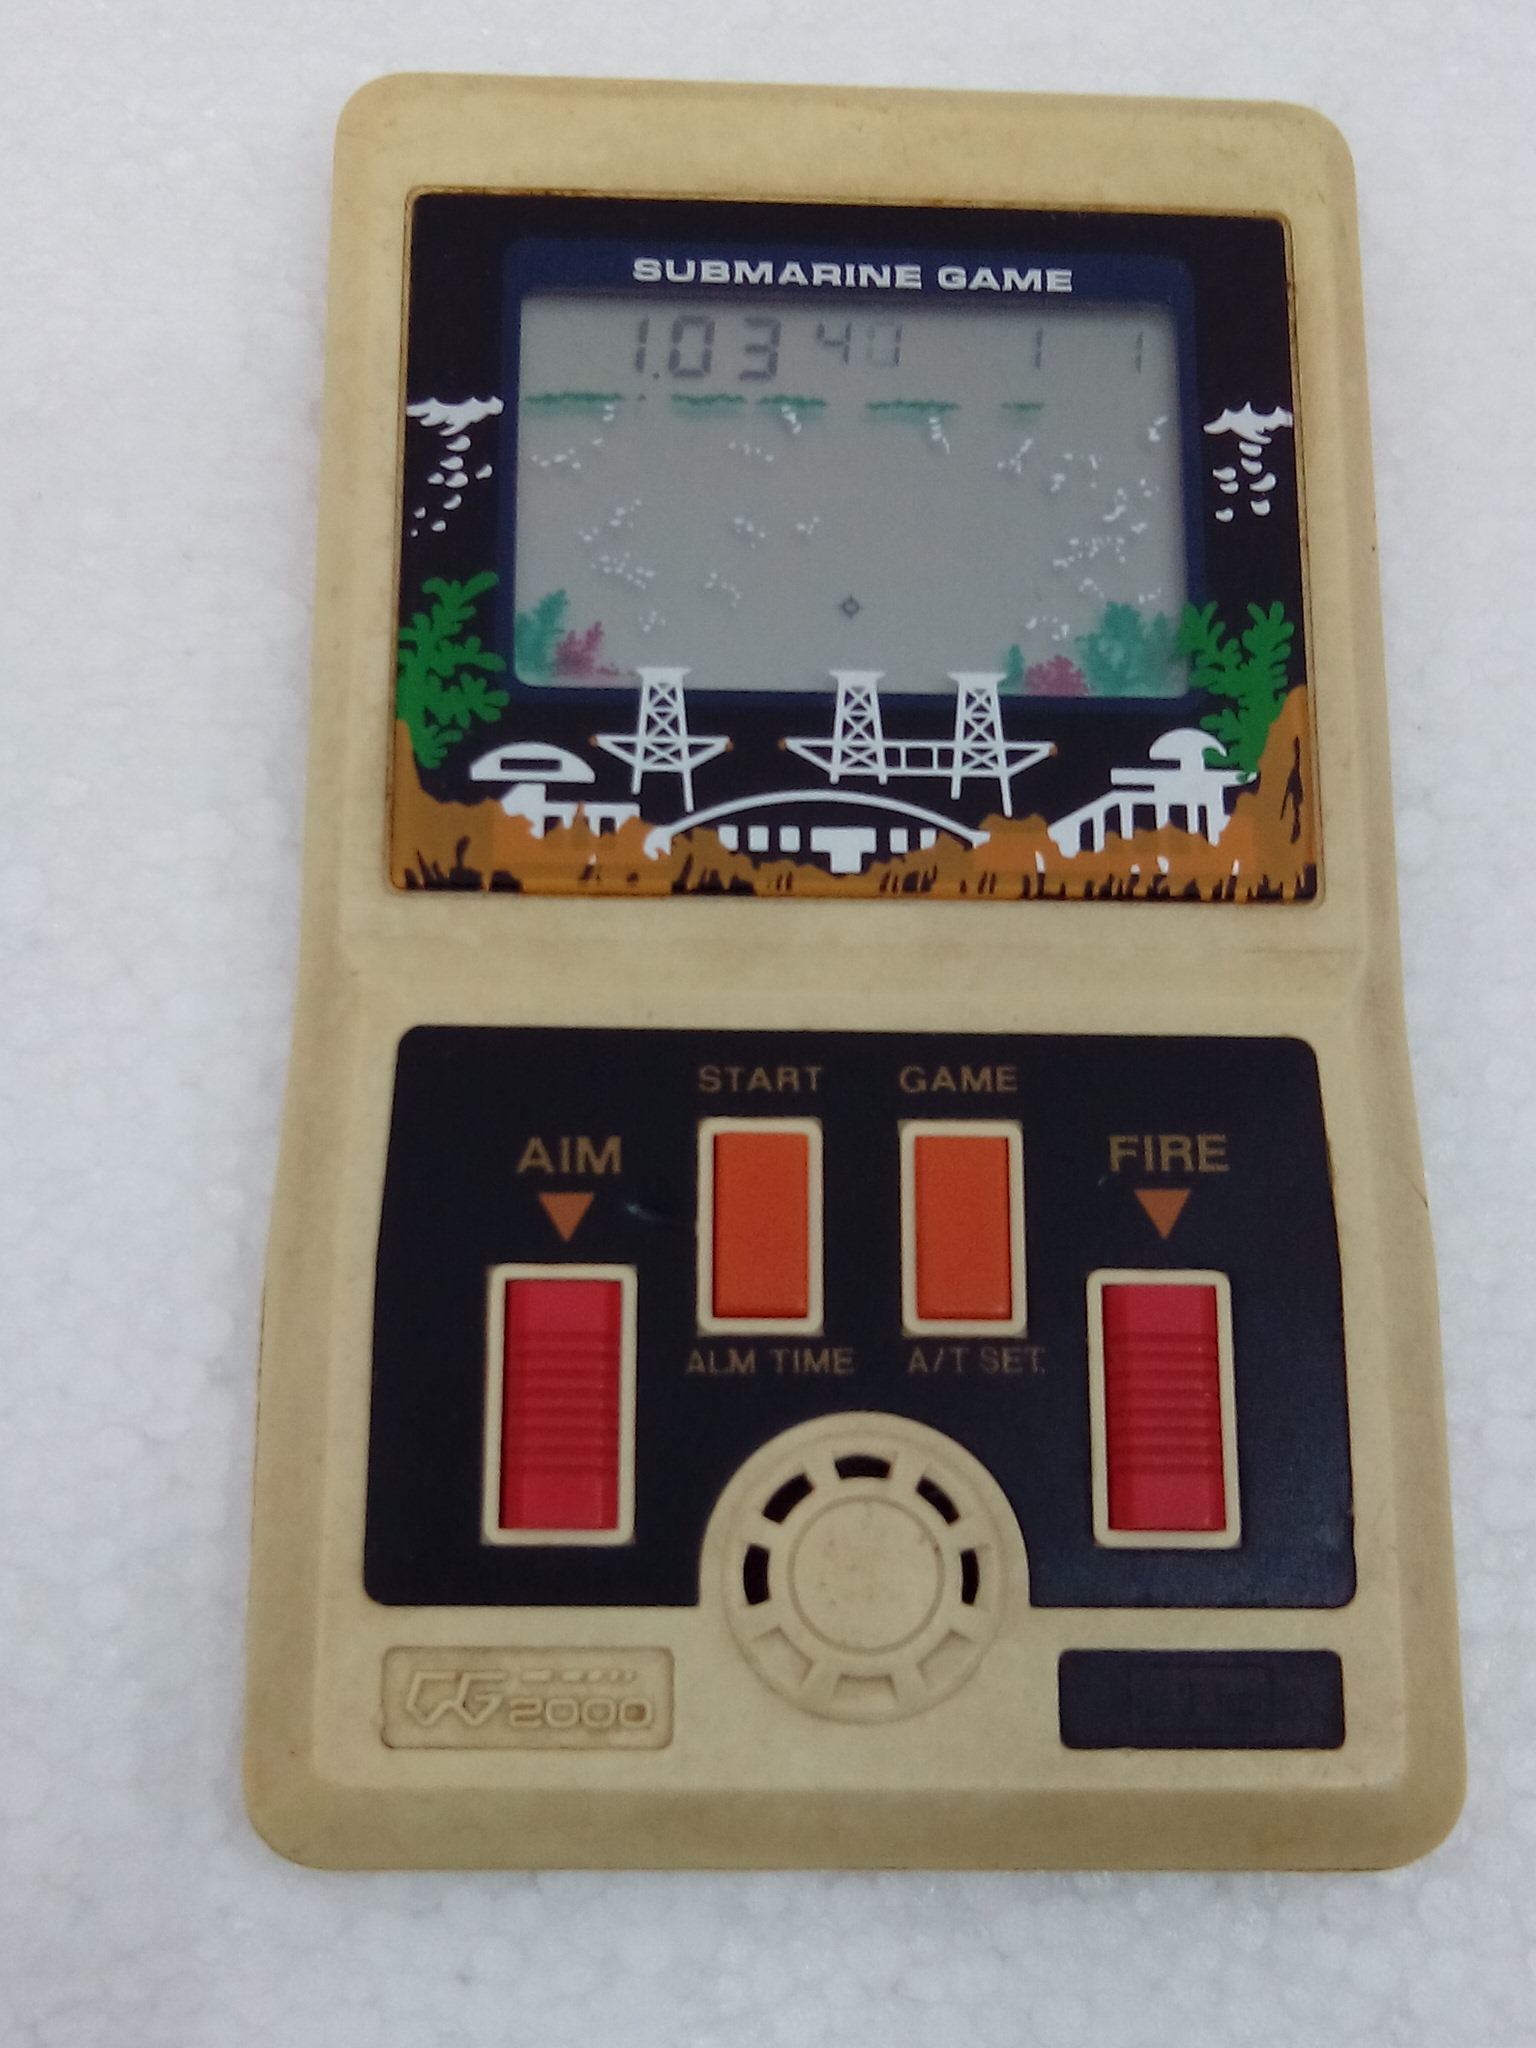 SUBMARINE GAME
1.03 40 1 1
START GAME
AIM FIRE
ALM TIME A/T SET
CG
2000